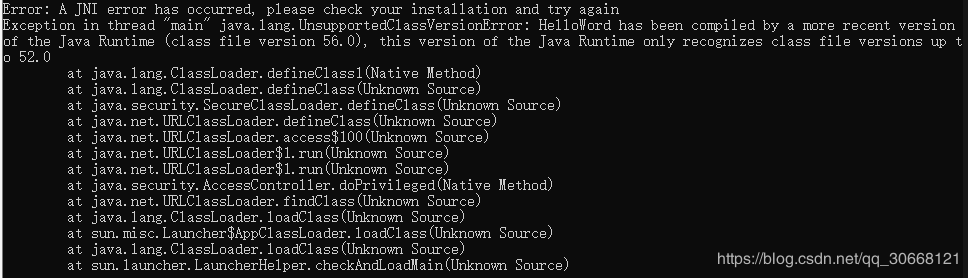 Error: A JNI error has occurred, please check your installation and try again
Exception in thread "main" java.lang.UnsupportedClassVersionError: HelloWord has been compiled by a more recent version
of the Java Runtime (class file version 56.0), this version of the Java Runtime only recognizes class file versions up t
o 52.0
at java.lang.ClassLoader.defineClass1(Native Method)
at java.lang.ClassLoader.defineClass(Unknown Source)
at java.security.SecureClassLoader.defineClass(Unknown Source)
at java.net.URLClassLoader.defineClass(Unknown Source)
at java.net.URLClassLoader.access$100(Unknown Source)
at java.net.URLClassLoader$1.run(Unknown Source)
at java.net.URLClassLoader$1.run(Unknown Source)
at java.security.AccessController.doPrivileged(Native Method)
at java.net.URLClassLoader.findClass(Unknown Source)
at java.lang.ClassLoader.loadClass(Unknown Source)
at sun.misc.Launcher$AppClassLoader.loadClass(Unknown Source)
at java.lang.ClassLoader.loadClass(Unknown Source)
at sun.launcher.LauncherHelper.checkAndLoadMain(Unknown Source)
https://blog.csdn.net/qq_30668121